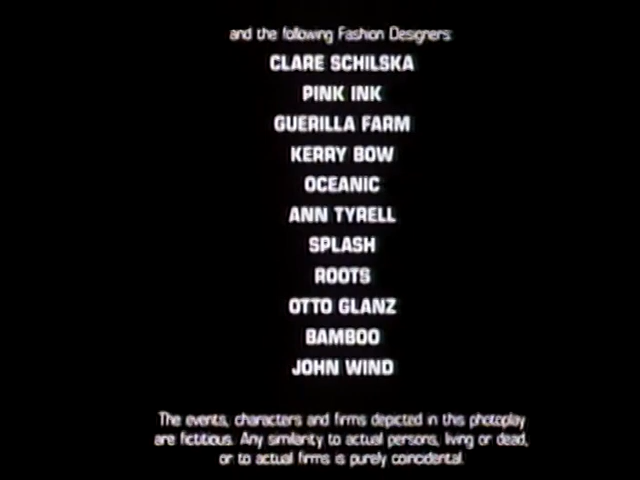 and the following Fashion Designers:
CLARE SCHILSKA
PINK INK
GUERILLA FARM
KERRY BOW
OCEANIC
ANN TYRELL
SPLASH
ROOTS
OTTO GLANZ
BAMBOO
JOHN WIND
The events, characters and firms depicted in this photoplay
are fictitious. Any similarity to actual persons, living or dead,
or to actual firms is purely coincidental.